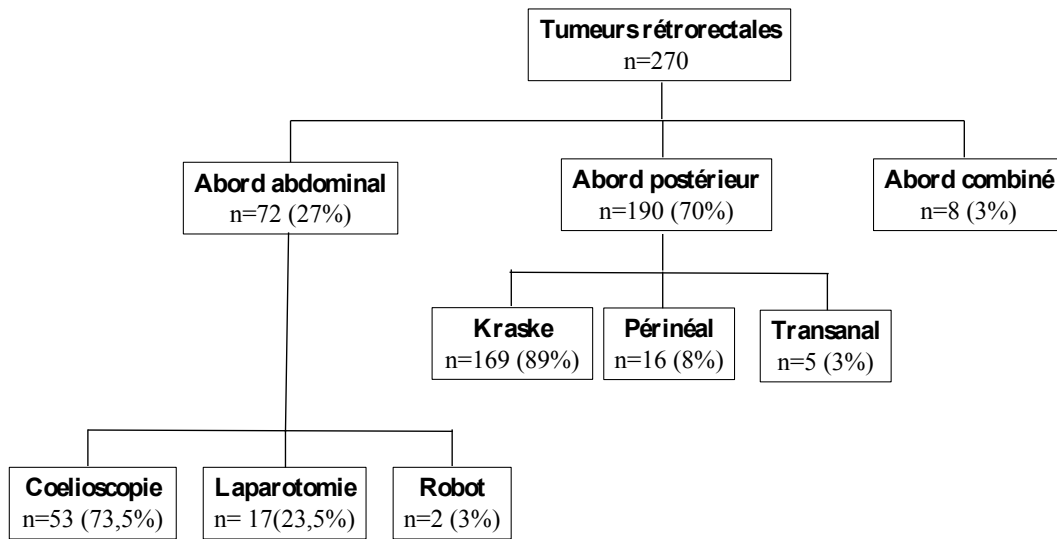 Tumeurs rétrorectales
n=270
Abord abdominal
n=72 (27%)
Abord postérieur
n=190 (70%)
Abord combiné
n=8 (3%)
Kraske
n=169 (89%)
Périnéal
n=16 (8%)
Transanal
n=5 (3%)
Coelioscopie
n=53 (73,5%)
Laparotomie
n= 17(23,5%)
Robot
n=2 (3%)